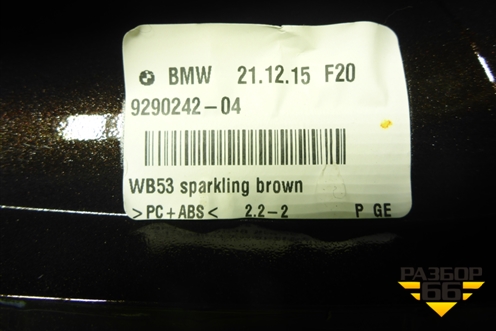 BMW 21.12.15 F20
9290242-04
WB53 sparkling brown
>PC+ABS< 2.2-2 P GE
РАЗБОР
66